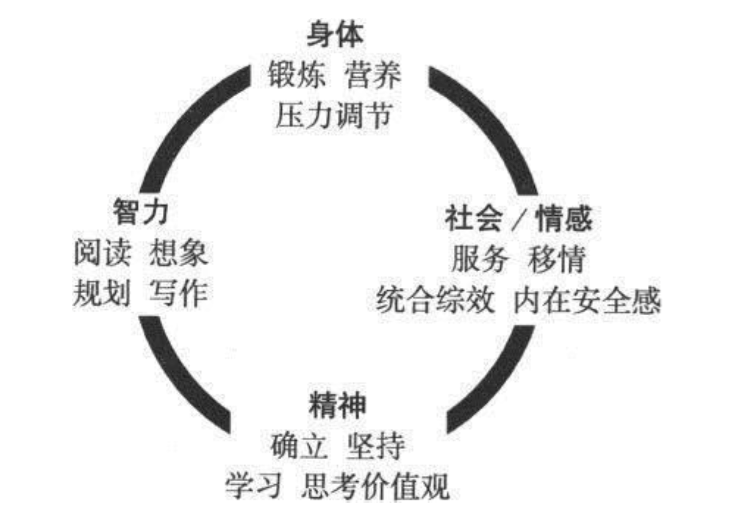 身体
锻炼 营养
压力调节
智力
阅读 想象
规划 写作
社会/情感
服务 移情
统合综效 内在安全感
精神
确立 坚持
学习 思考价值观